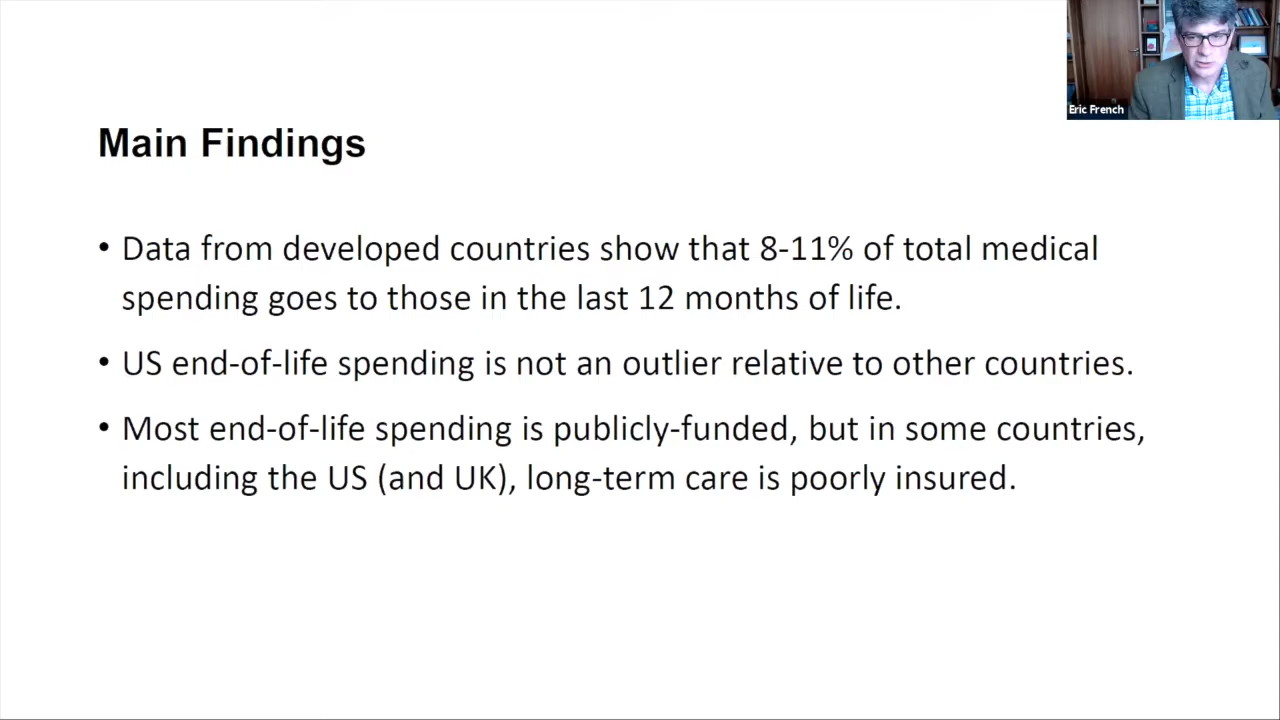 Eric French
Main Findings
• Data from developed countries show that 8-11% of total medical
spending goes to those in the last 12 months of life.
• US end-of-life spending is not an outlier relative to other countries.
• Most end-of-life spending is publicly-funded, but in some countries,
including the US (and UK), long-term care is poorly insured.